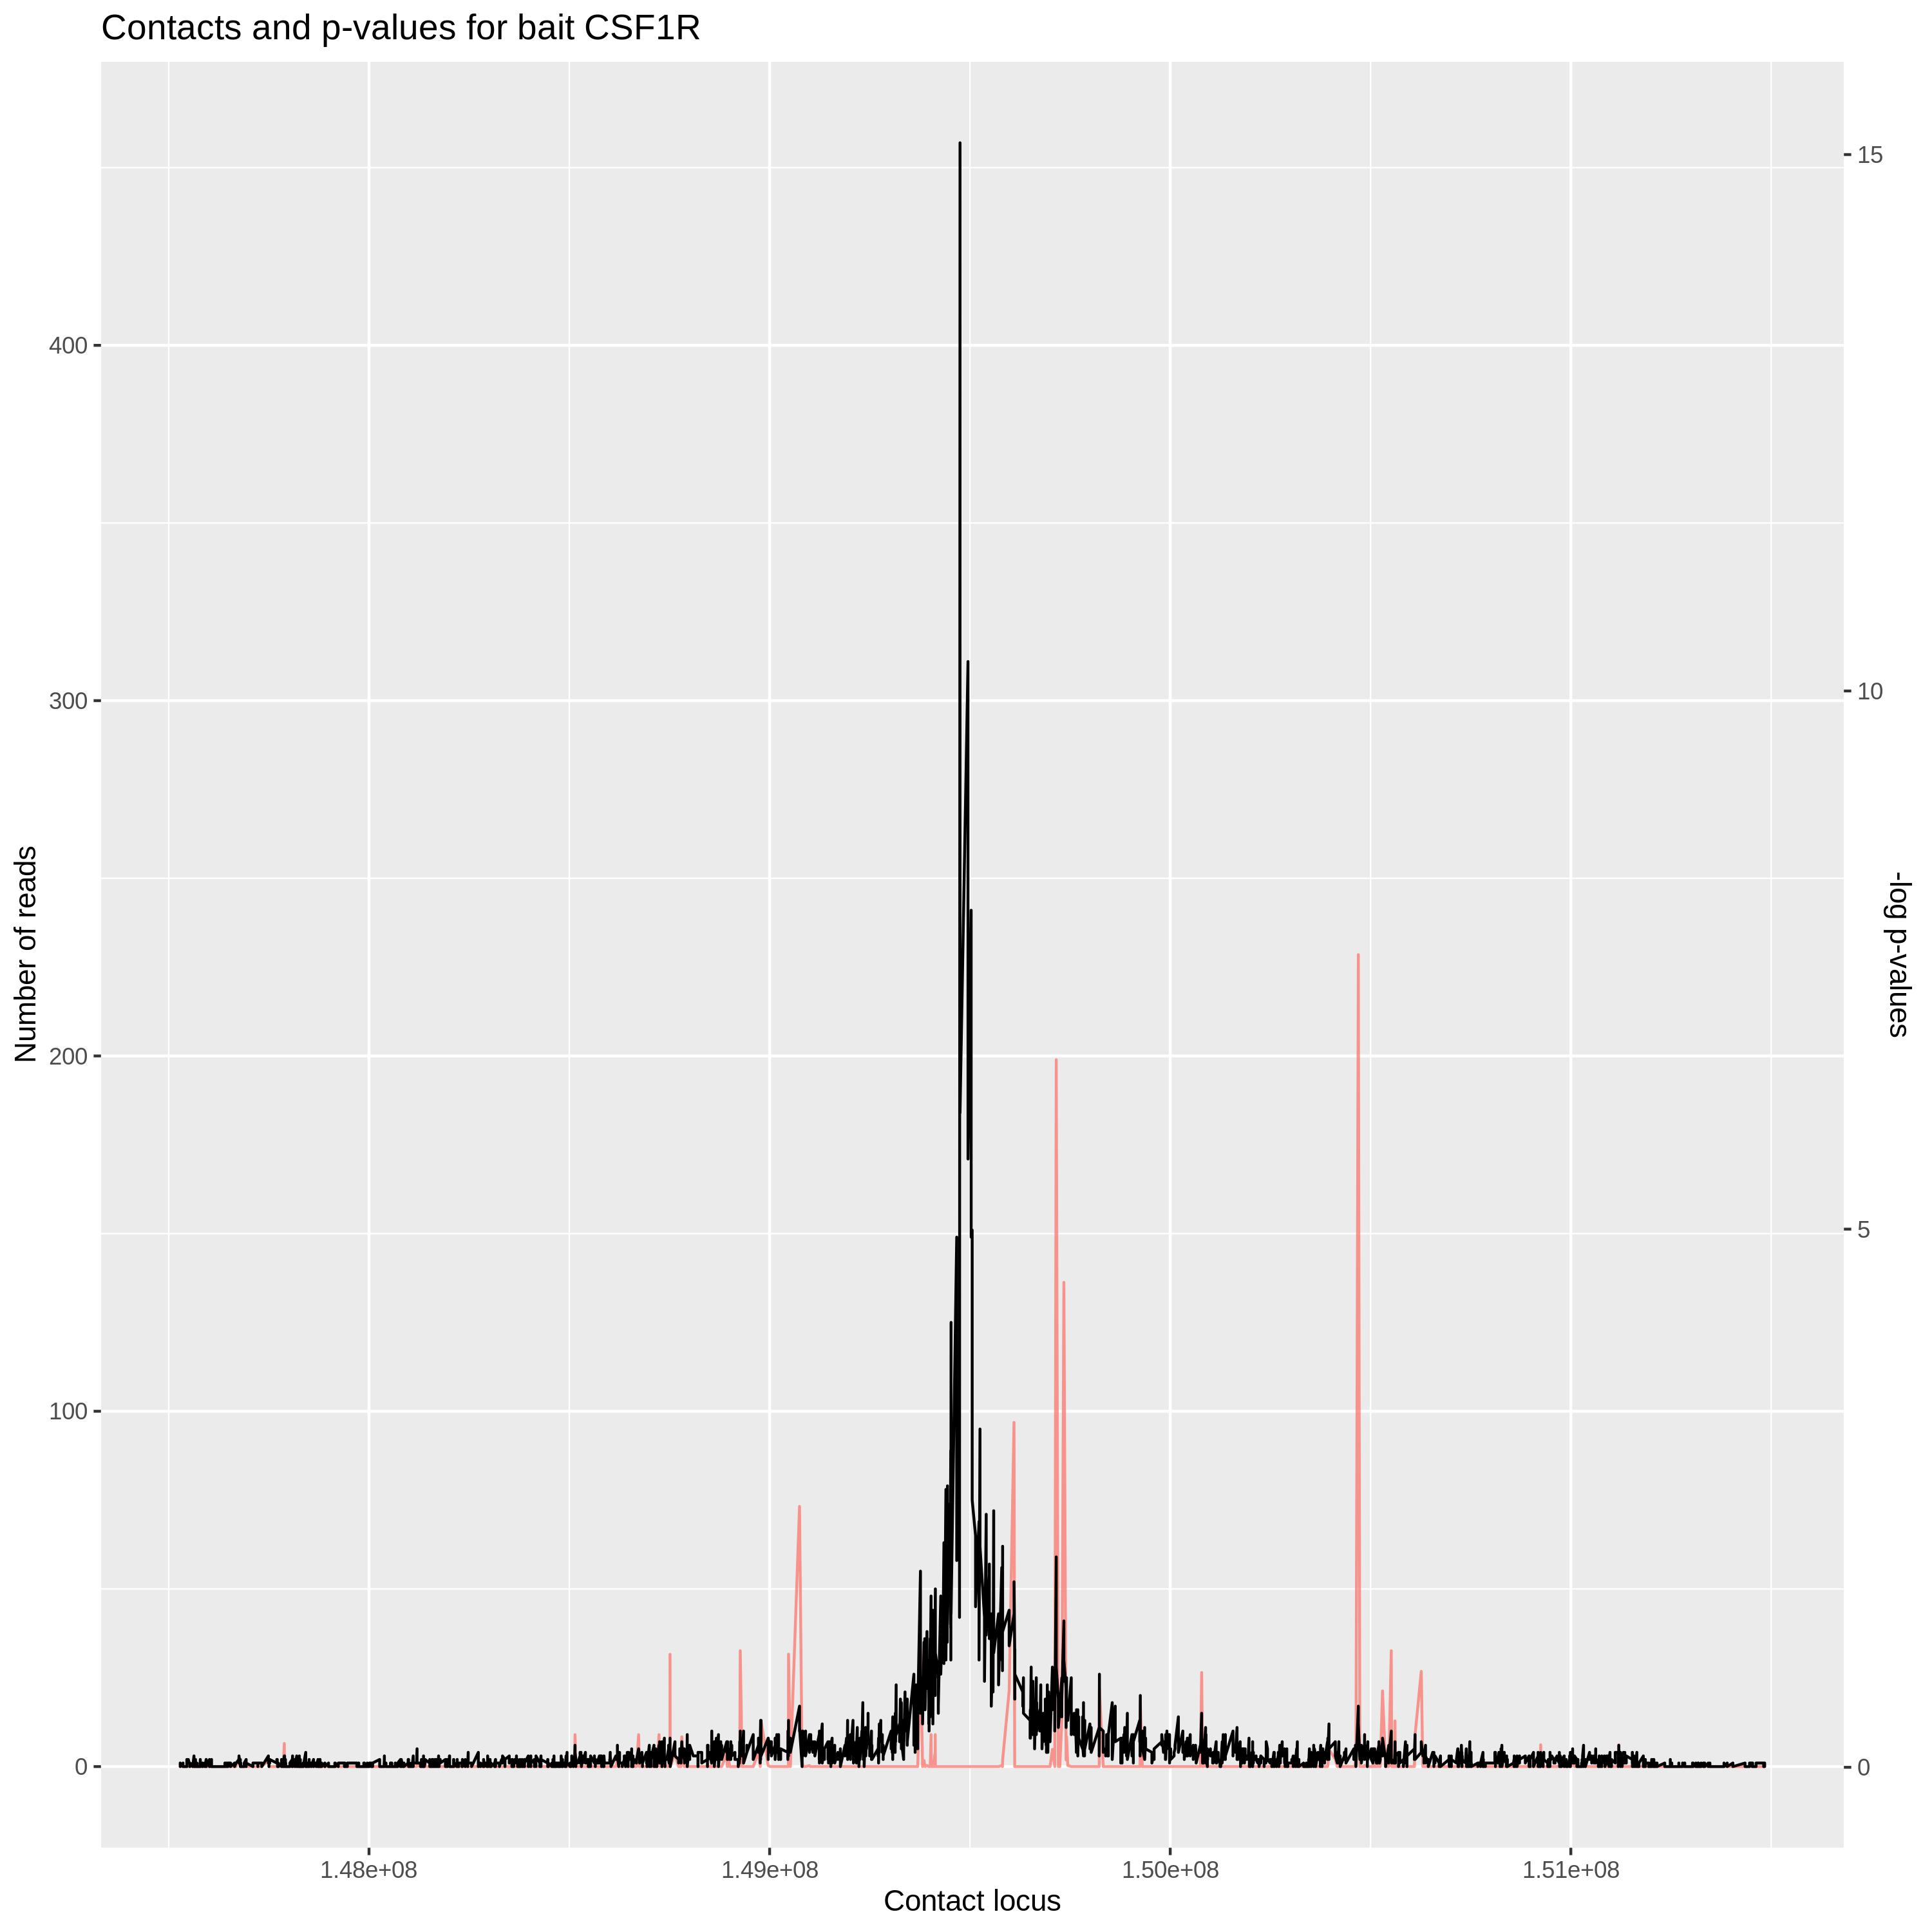 Contacts and p-values for bait CSF1R
Number of reads
400
300
200
100
0
15
10
5
0
-log p-values
1.48e+08
1.49e+08
1.50e+08
1.51e+08
Contact locus